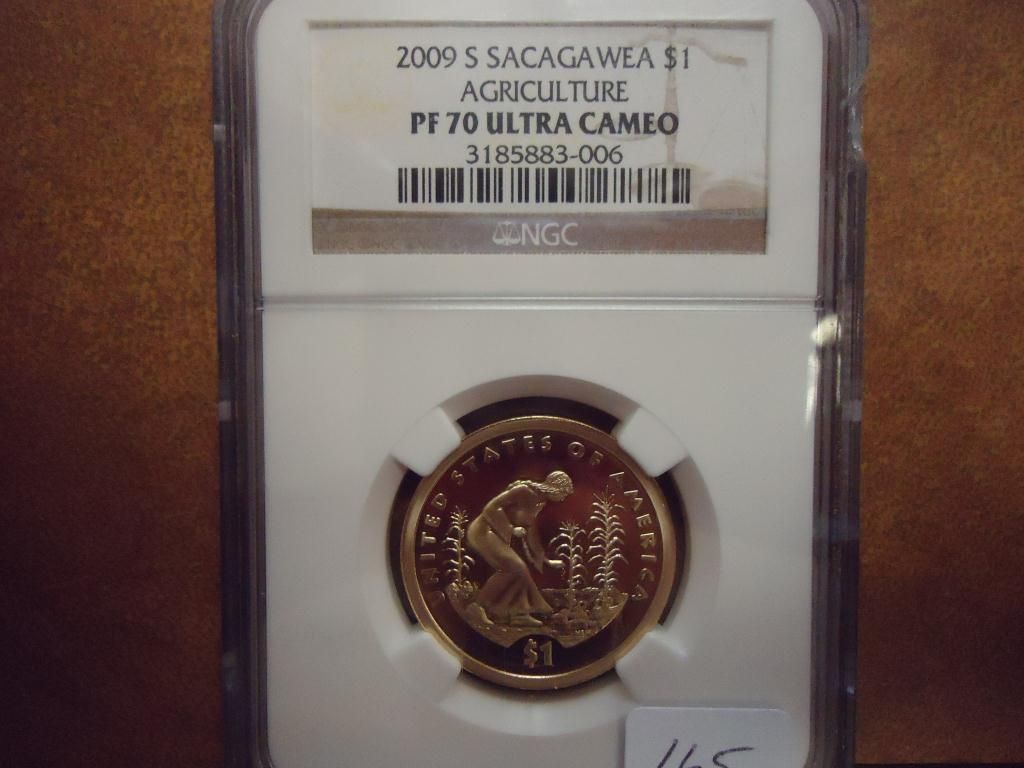 2009 S SACAGAWEA $1
AGRICULTURE
PF 70 ULTRA CAMEO
3185883-006
NGC
UNITED STATES OF AMERICA
$1
165